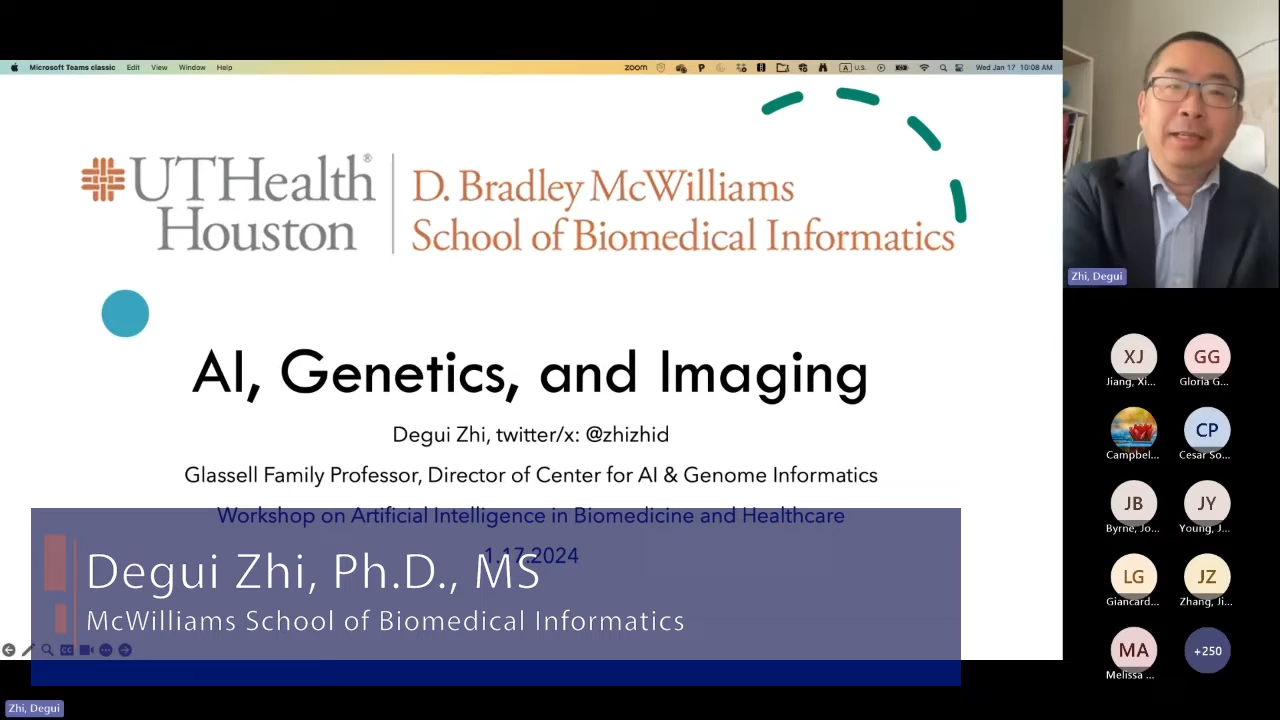 Microsoft Teams classic Edit View Window Help
zoom
A U.S.
Wed Jan 17 10:08 AM
UTHealth®
Houston
D. Bradley McWilliams
School of Biomedical Informatics
AI, Genetics, and Imaging
Degui Zhi, twitter/x: @zhizhid
Glassell Family Professor, Director of Center for AI & Genome Informatics
Workshop on Artificial Intelligence in Biomedicine and Healthcare
1.17.2024
Degui Zhi, Ph.D., MS
McWilliams School of Biomedical Informatics
CC
Zhi, Degui
Zhi, Degui
XJ
Jiang, Xi...
GG
Gloria G...
Campbel...
CP
Cesar So...
JB
Byrne, Jo...
JY
Young, J...
LG
Giancard...
JZ
Zhang, Ji...
MA
Melissa ...
+250